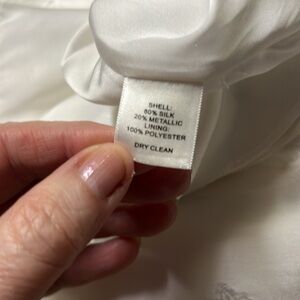 SHELL:
80% SILK
20% METALLIC
LINING:
100% POLYESTER
DRY CLEAN